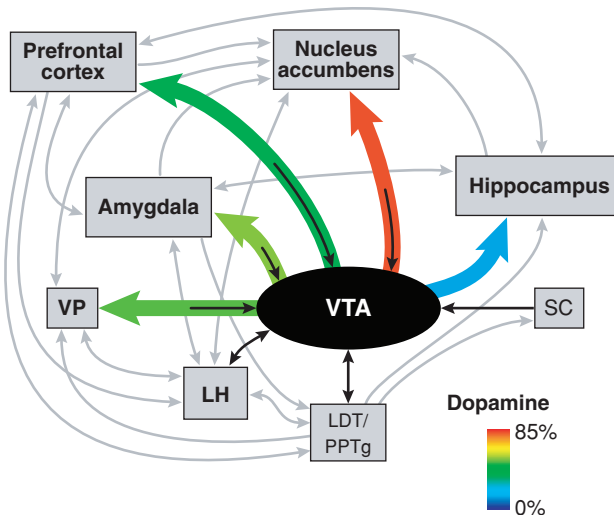 Prefrontal
cortex
Nucleus
accumbens
Hippocampus
Amygdala
VP
VTA
SC
LH
LDT/
PPTg
Dopamine
85%
0%